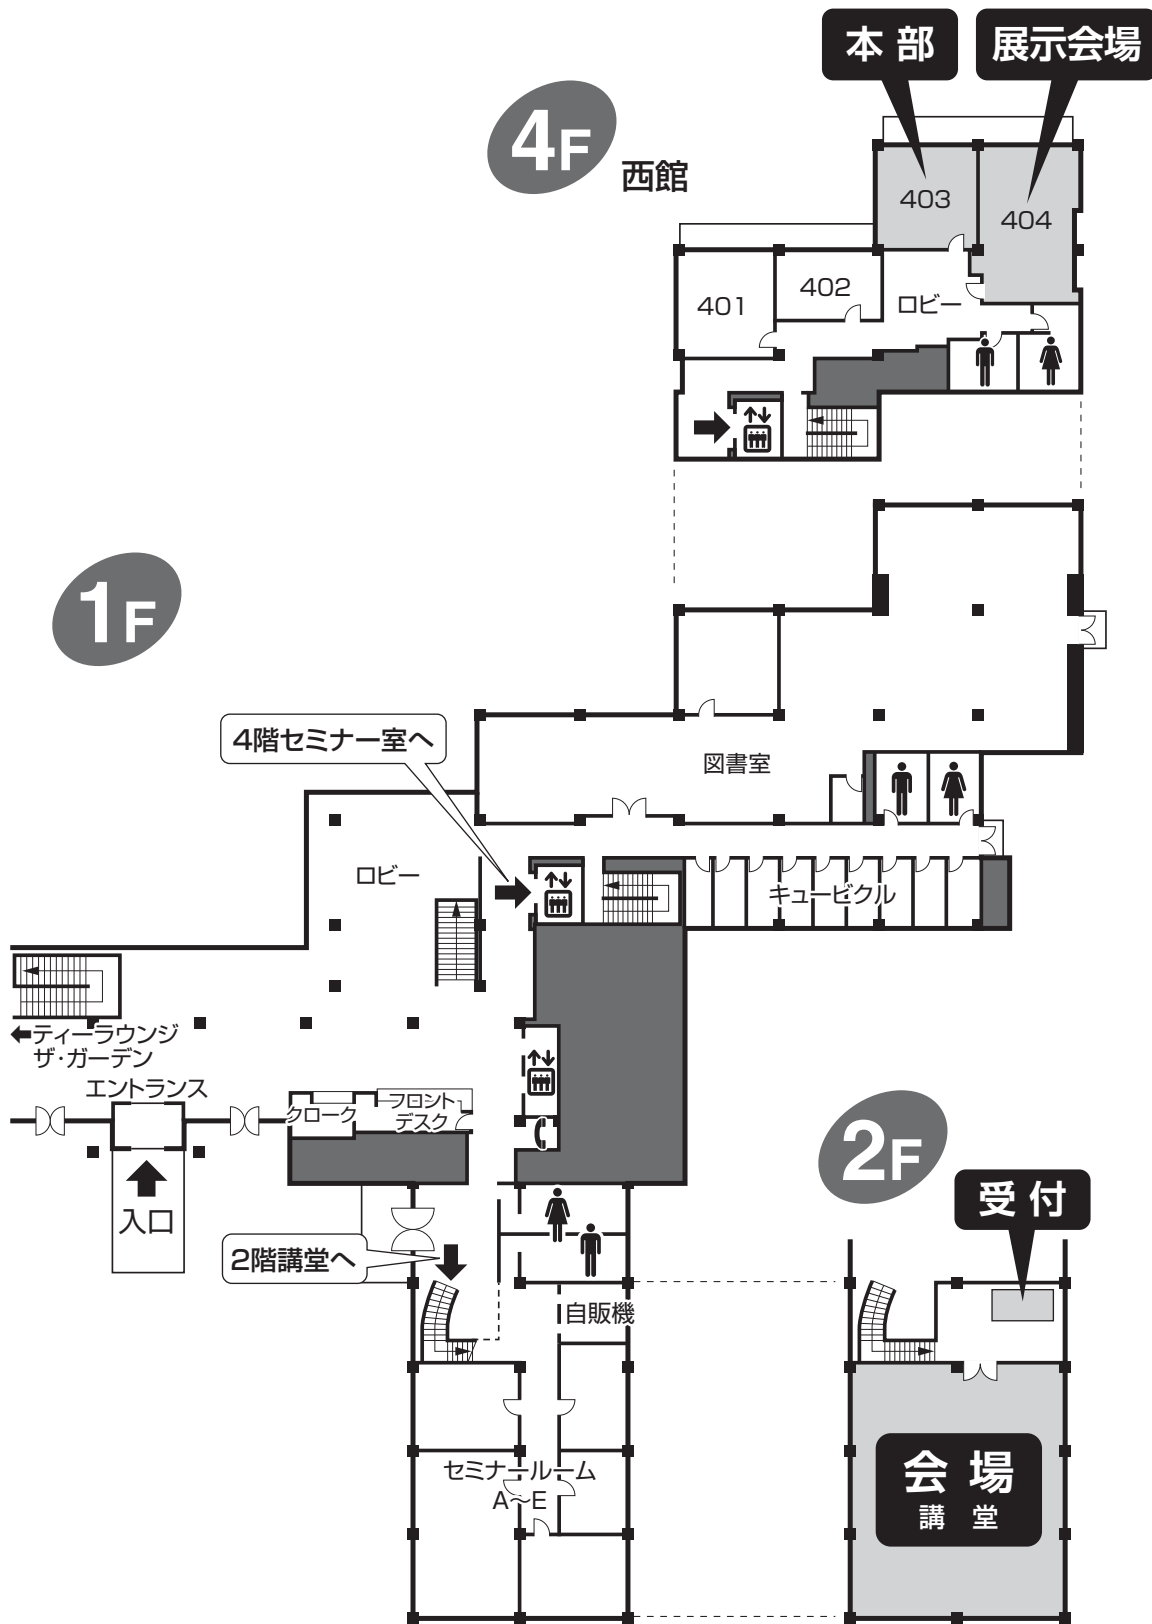 本部
展示会場
4F
西館
403
404
401
402
ロビー
1F
4階セミナー室へ
図書室
ロビー
キュービクル
ティーラウンジ
ザ・ガーデン
エントランス
クローク
フロント
デスク
入口
2階講堂へ
自販機
セミナールーム
A〜E
2F
受付
会場
講堂